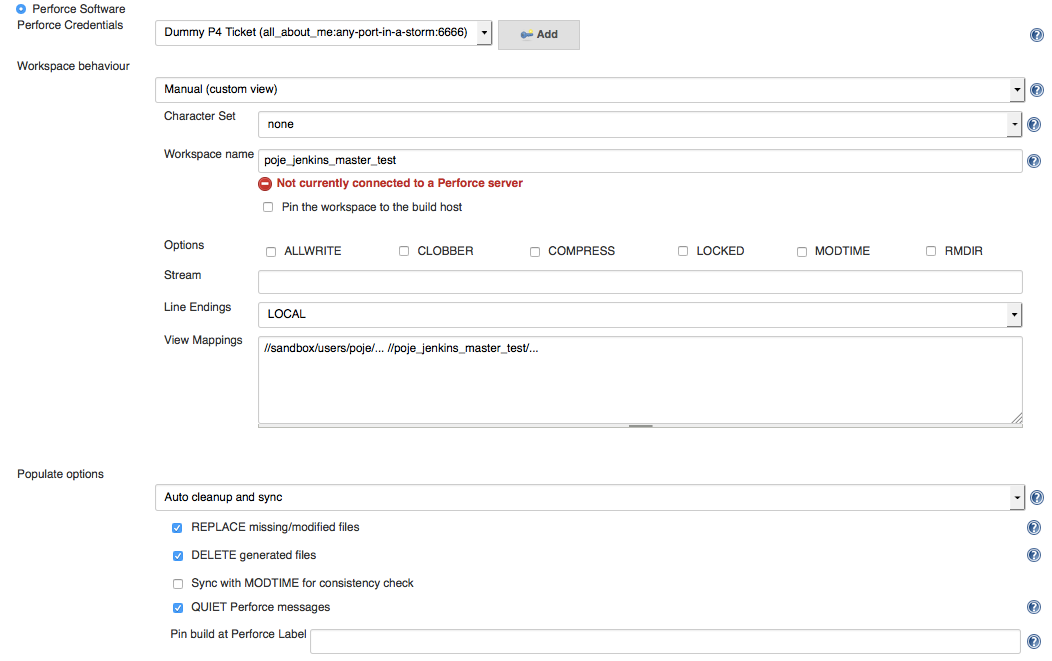 Perforce Software
Perforce Credentials
Dummy P4 Ticket (all_about_me:any-port-in-a-storm:6666)
Add
Workspace behaviour
Manual (custom view)
Character Set
none
Workspace name
poje_jenkins_master_test
Not currently connected to a Perforce server
Pin the workspace to the build host
Options
ALLWRITE CLOBBER COMPRESS LOCKED MODTIME RMDIR
Stream
Line Endings
LOCAL
View Mappings
//sandbox/users/poje/... //poje_jenkins_master_test/...
Populate options
Auto cleanup and sync
REPLACE missing/modified files
DELETE generated files
Sync with MODTIME for consistency check
QUIET Perforce messages
Pin build at Perforce Label